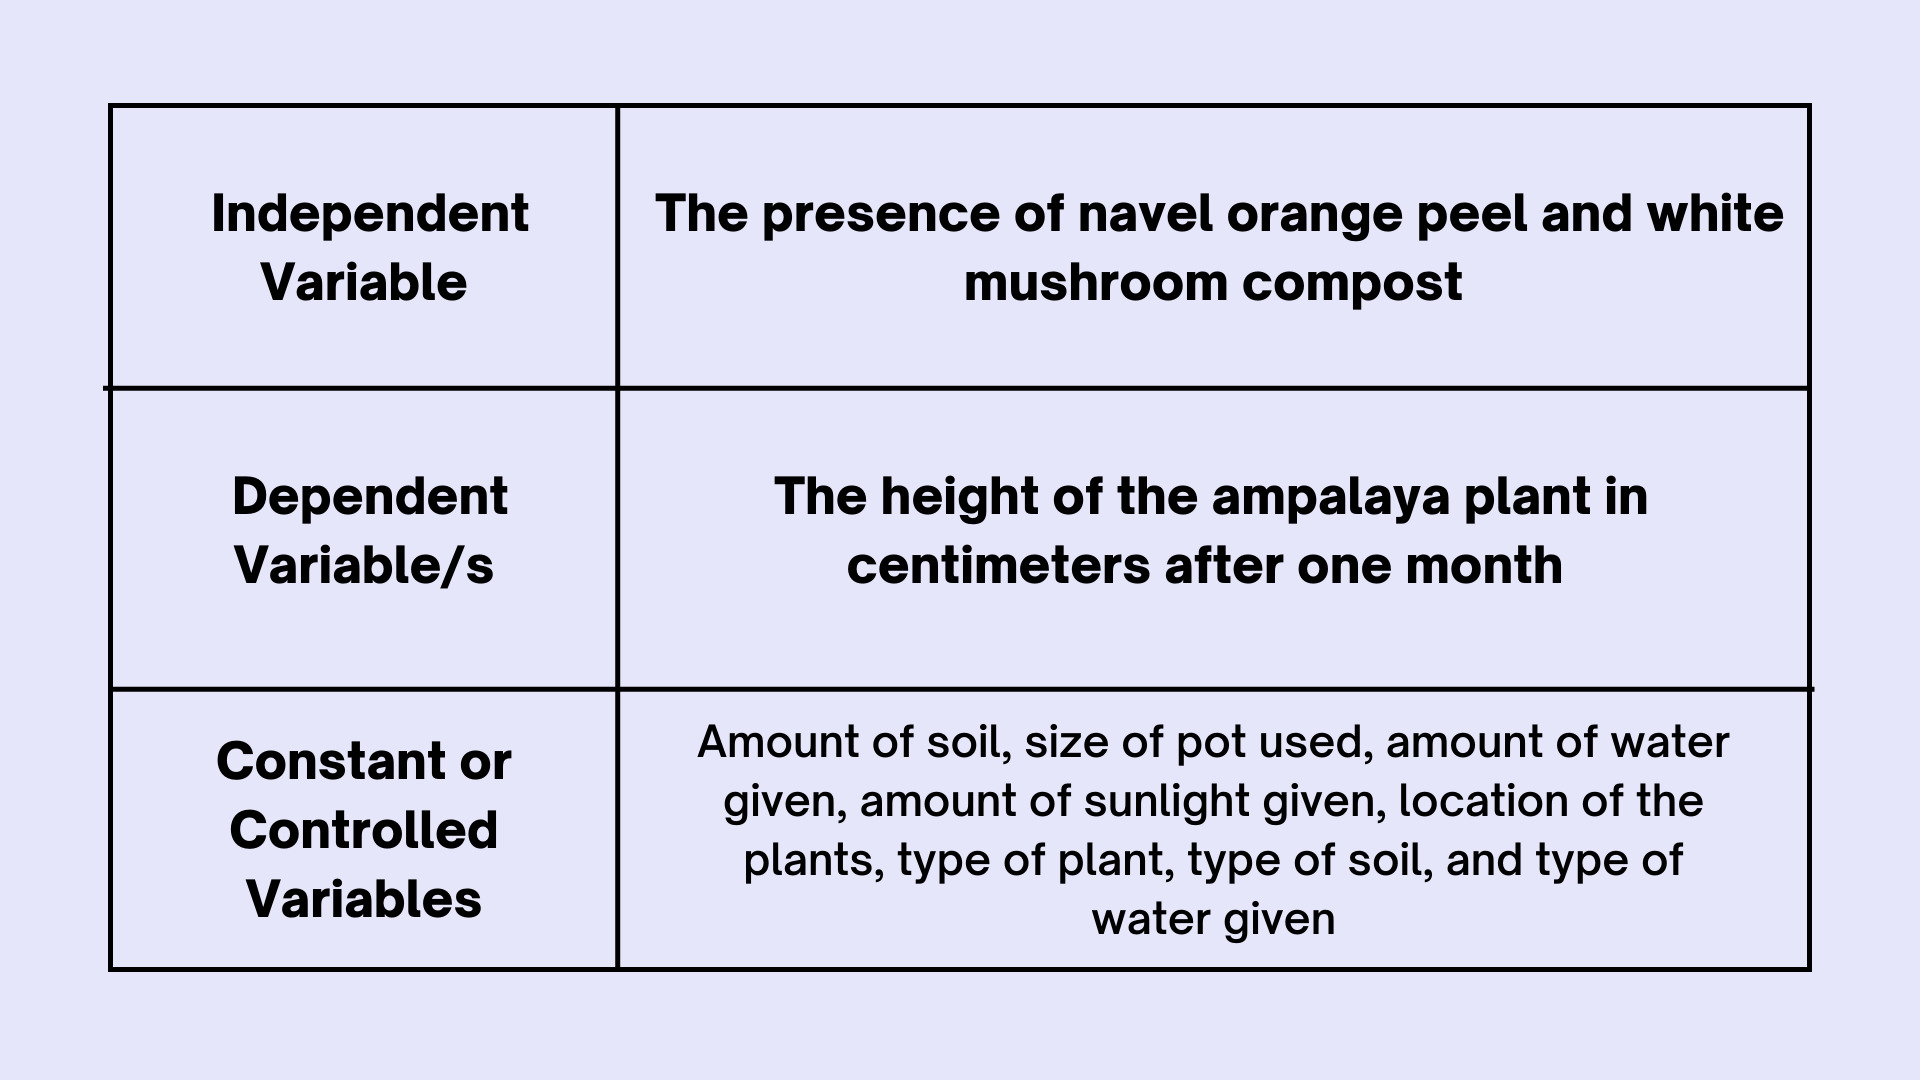 Independent
Variable
The presence of navel orange peel and white
mushroom compost
Dependent
Variable/s
The height of the ampalaya plant in
centimeters after one month
Constant or
Controlled
Variables
Amount of soil, size of pot used, amount of water
given, amount of sunlight given, location of the
plants, type of plant, type of soil, and type of
water given